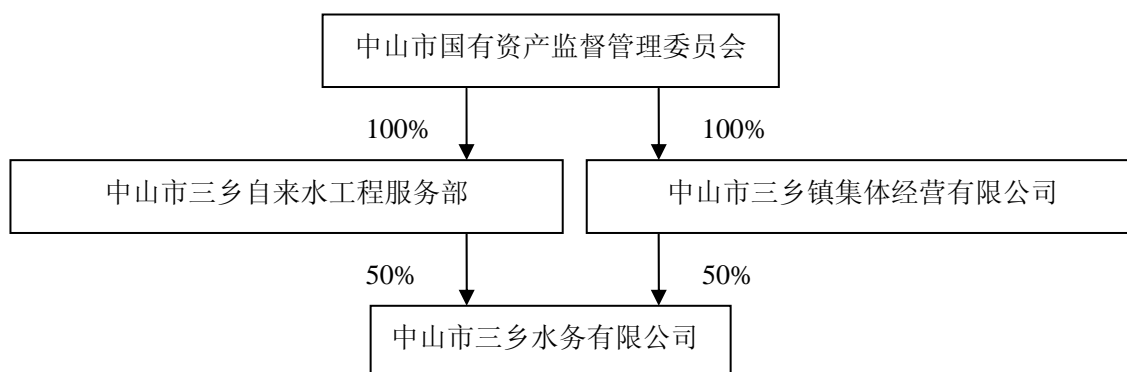 中山市国有资产监督管理委员会
100%
100%
中山市三乡自来水工程服务部
中山市三乡镇集体经营有限公司
50%
50%
中山市三乡水务有限公司